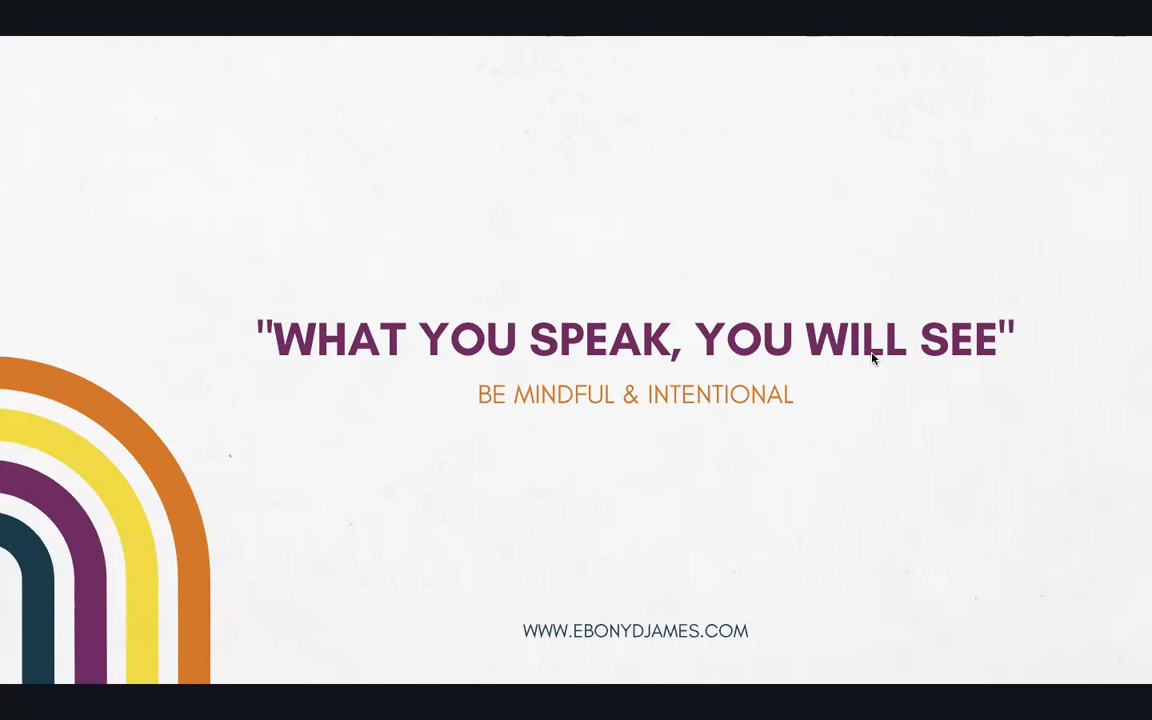 "WHAT YOU SPEAK, YOU WILL SEE"
BE MINDFUL & INTENTIONAL
WWW.EBONYDJAMES.COM